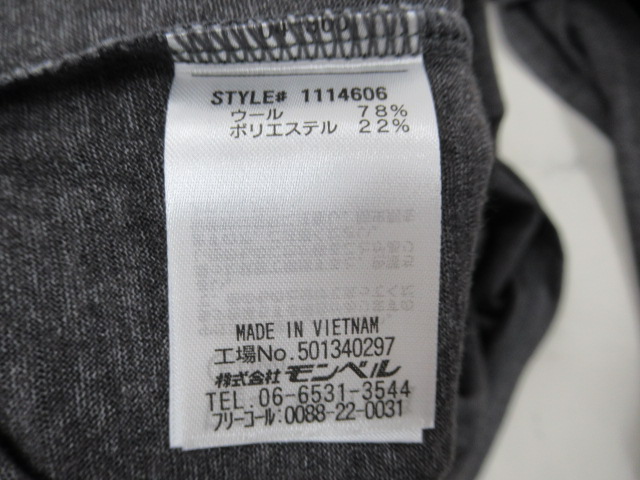 STYLE# 1114606
ウール 78%
ポリエステル 22%
MADE IN VIETNAM
工場No.501340297
株式会社 モンベル
TEL.06-6531-3544
フリーコール:0088-22-0031